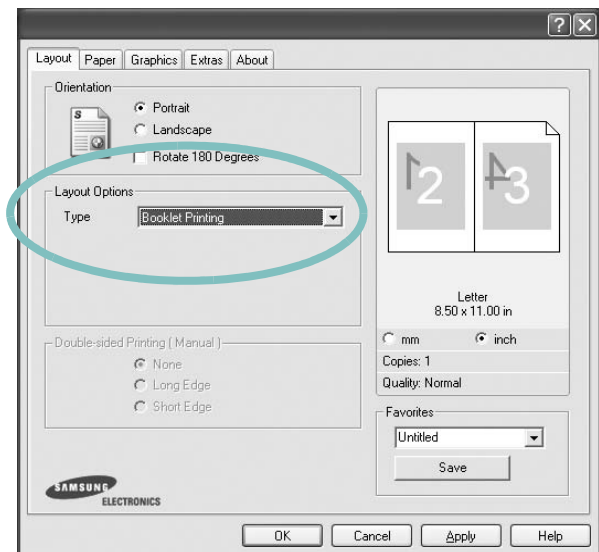 Layout Paper Graphics Extras About
Orientation
S
Portrait
Landscape
Rotate 180 Degrees
Layout Options
Type Booklet Printing
1 2 4 3
Letter
8.50 x 11.00 in
mm inch
Copies: 1
Quality: Normal
Double-sided Printing ( Manual )
None
Long Edge
Short Edge
Favorites
Untitled
Save
SAMSUNG
ELECTRONICS
OK Cancel Apply Help